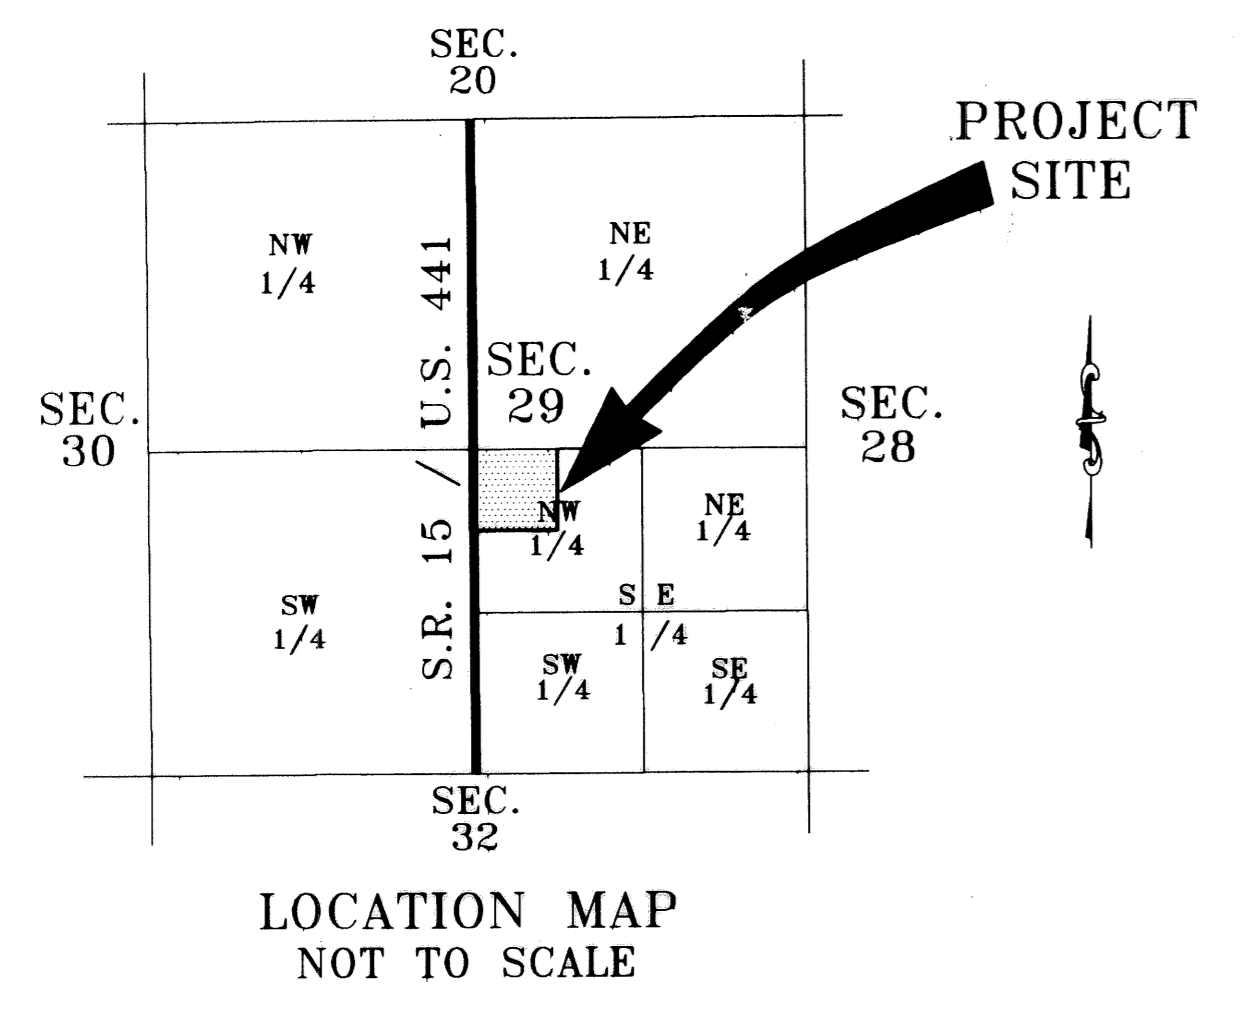 SEC.
20
PROJECT
SITE
NW
1/4
NE
1/4
S.R. 15 / U.S. 441
SEC.
29
SEC.
30
SEC.
28
NW
1/4
NE
1/4
SW
1/4
S E
1 /4
SW
1/4
SE
1/4
SEC.
32
LOCATION MAP
NOT TO SCALE